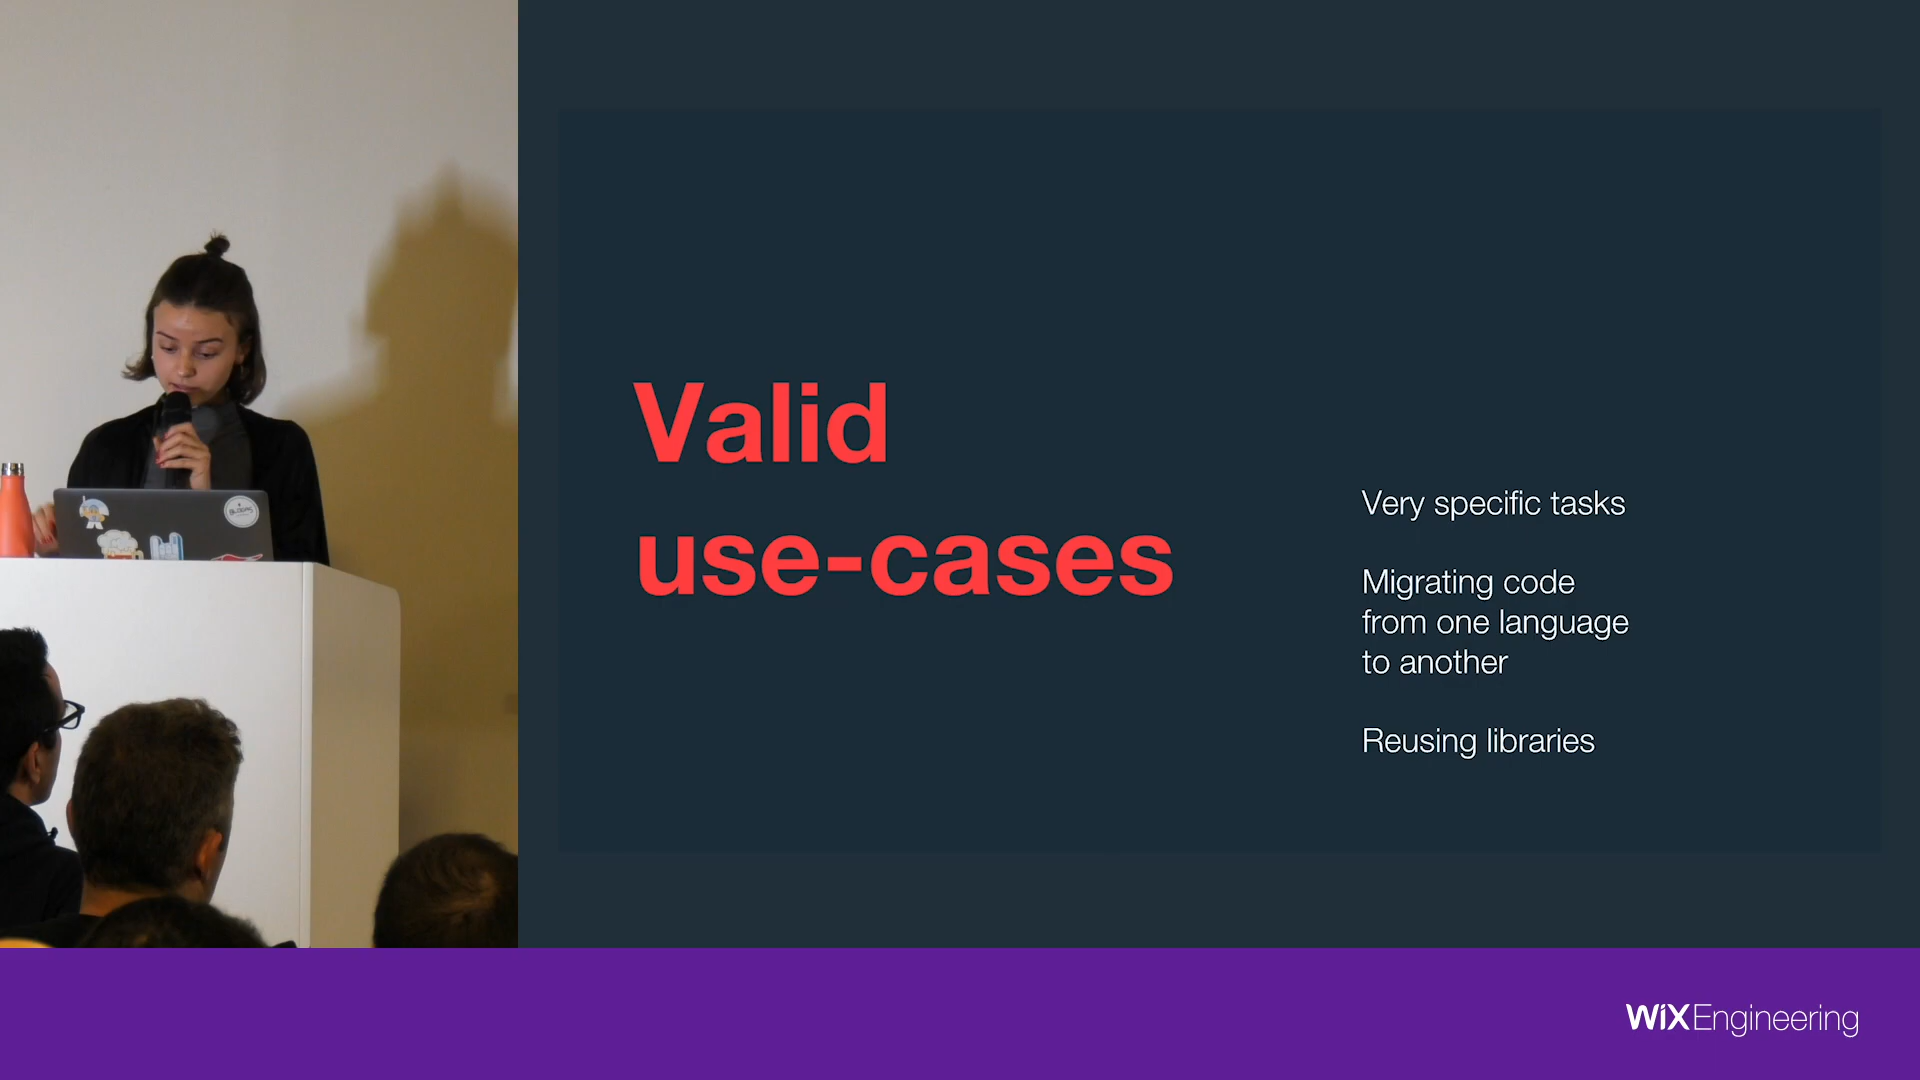 Valid
use-cases
Very specific tasks
Migrating code
from one language
to another
Reusing libraries
WiX Engineering